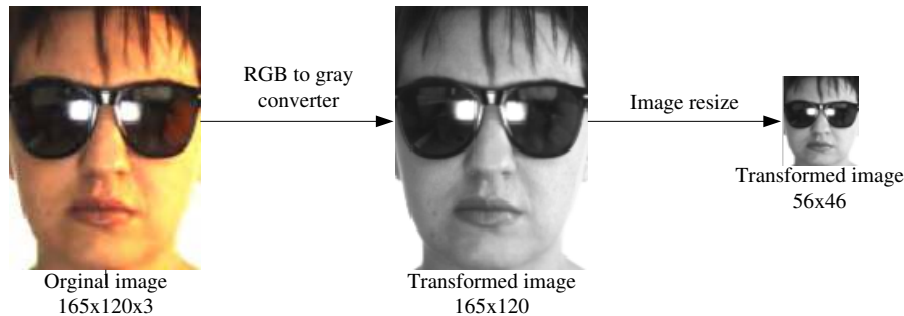 RGB to gray
converter
Image resize
Transformed image
56x46
Orginal image
165x120x3
Transformed image
165x120